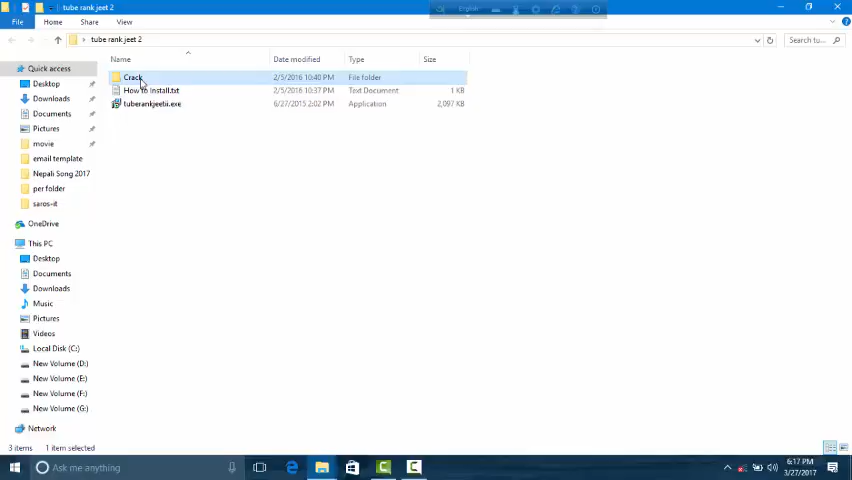 tube rank jeet 2
English
File Home Share View
tube rank jeet 2
Search tube...
Name Date modified Type Size
Quick access
Crack 2/5/2016 10:40 PM File folder
Desktop
How to install.txt 2/5/2016 10:37 PM Text Document 1 KB
Downloads
tuberankjeetii.exe 6/27/2015 2:02 PM Application 2,097 KB
Documents
Pictures
movie
email template
Nepali Song 2017
per folder
saros-it
OneDrive
This PC
Desktop
Documents
Downloads
Music
Pictures
Videos
Local Disk (C:)
New Volume (D:)
New Volume (E:)
New Volume (F:)
New Volume (G:)
Network
3 items 1 item selected
Ask me anything
6:17 PM
3/27/2017